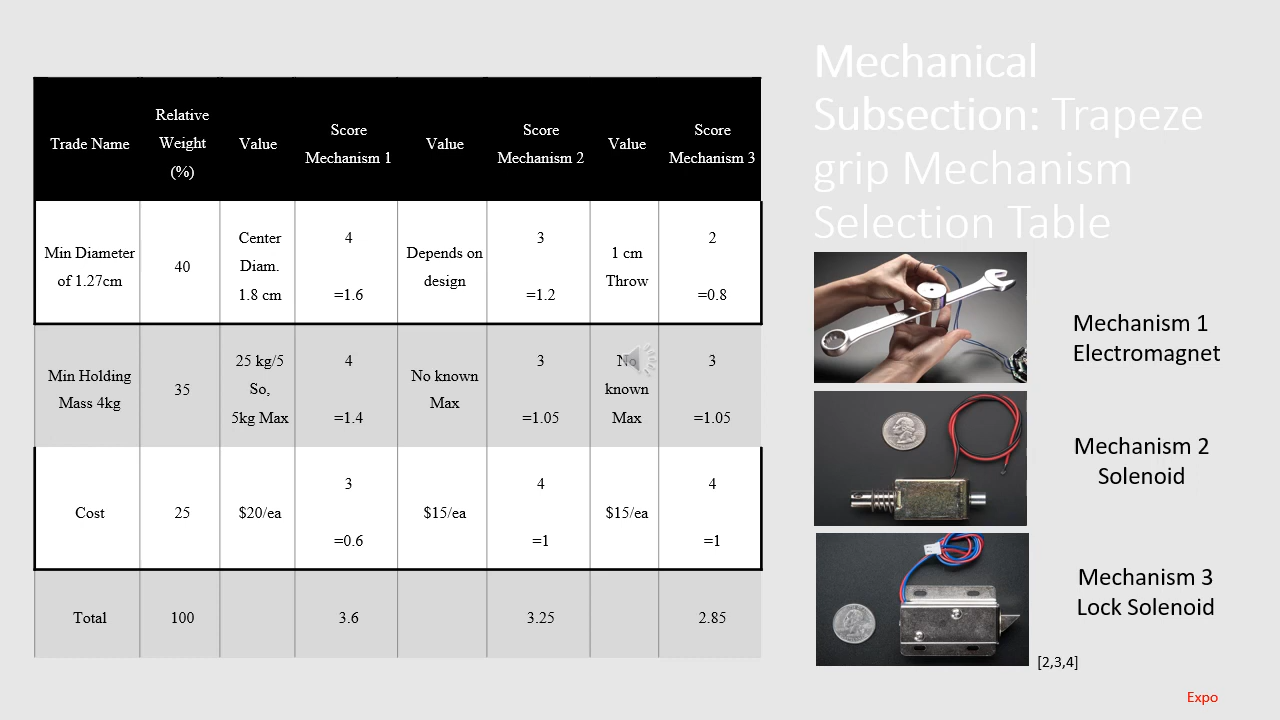 Mechanical
Subsection: Trapeze
grip Mechanism
Selection Table
Trade Name
Relative
Weight
(%)
Value
Score
Mechanism 1
Value
Score
Mechanism 2
Value
Score
Mechanism 3
Min Diameter
of 1.27cm
40
Center
Diam.
1.8 cm
4
=1.6
Depends on
design
3
=1.2
1 cm
Throw
2
=0.8
Min Holding
Mass 4kg
35
25 kg/5
So,
5kg Max
4
=1.4
No known
Max
3
=1.05
No
known
Max
3
=1.05
Cost
25
$20/ea
3
=0.6
$15/ea
4
=1
$15/ea
4
=1
Total
100
3.6
3.25
2.85
Mechanism 1
Electromagnet
Mechanism 2
Solenoid
Mechanism 3
Lock Solenoid
[2,3,4]
Expo